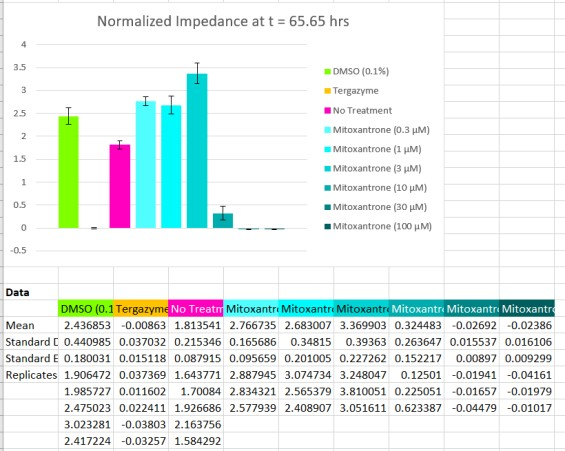 Normalized Impedance at t = 65.65 hrs
4
3.5
3
2.5
2
1.5
1
0.5
0
-0.5
DMSO (0.1%)
Tergazyme
No Treatment
Mitoxantrone (0.3 µM)
Mitoxantrone (1 µM)
Mitoxantrone (3 µM)
Mitoxantrone (10 µM)
Mitoxantrone (30 µM)
Mitoxantrone (100 µM)
Data
DMSO (0.1 Tergazyme No Treatm Mitoxantr Mitoxantr Mitoxantr Mitoxantr Mitoxantr Mitoxantr
Mean 2.436853 -0.00863 1.813541 2.766735 2.683007 3.369903 0.324483 -0.02692 -0.02386
Standard D 0.440985 0.037032 0.215346 0.165686 0.34815 0.39363 0.263647 0.015537 0.016106
Standard E 0.180031 0.015118 0.087915 0.095659 0.201005 0.227262 0.152217 0.00897 0.009299
Replicates 1.906472 0.037369 1.643771 2.887945 3.074734 3.248047 0.12501 -0.01941 -0.04161
1.985727 0.011602 1.70084 2.834321 2.565379 3.810051 0.225051 -0.01657 -0.01979
2.475023 0.022411 1.926686 2.577939 2.408907 3.051611 0.623387 -0.04479 -0.01017
3.023281 -0.03803 2.163756
2.417224 -0.03257 1.584292